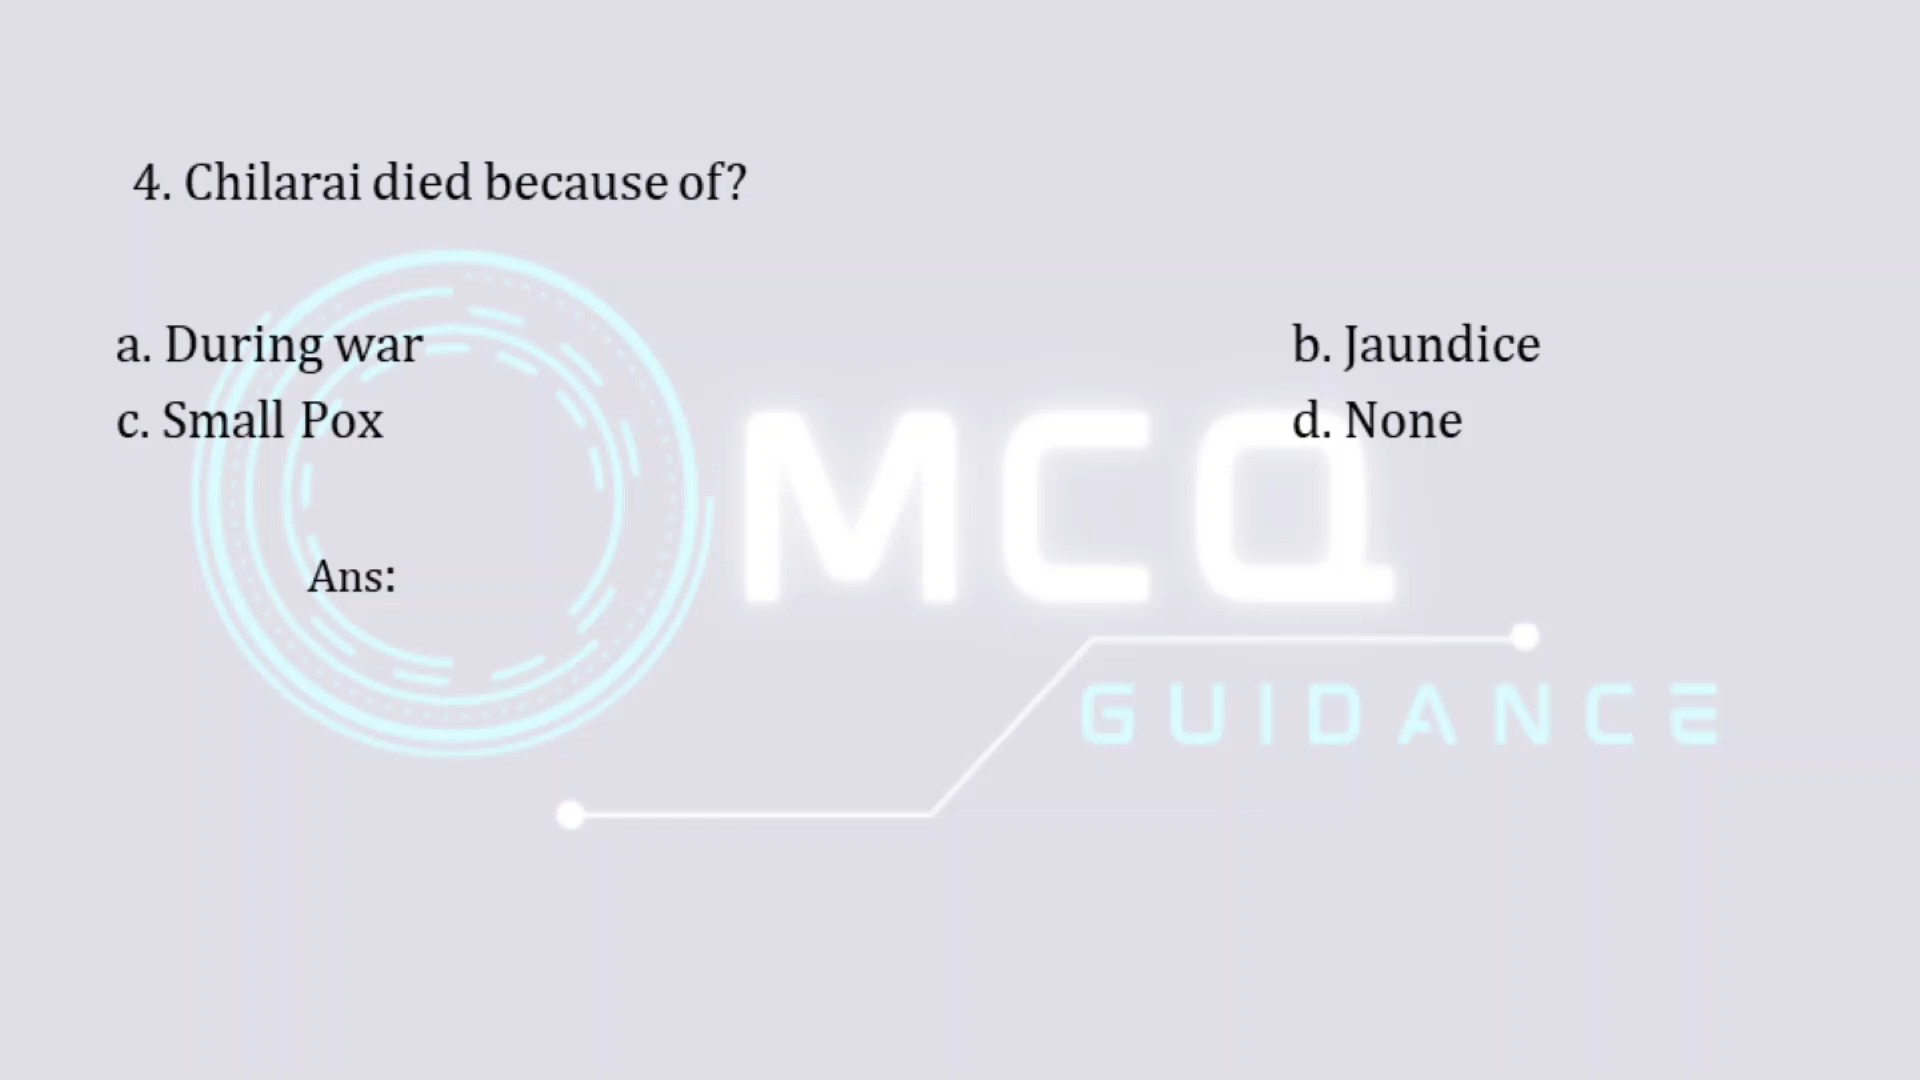 4. Chilarai died because of?
a. During war b. Jaundice
c. Small Pox d. None
Ans:
MCQ
GUIDANCE